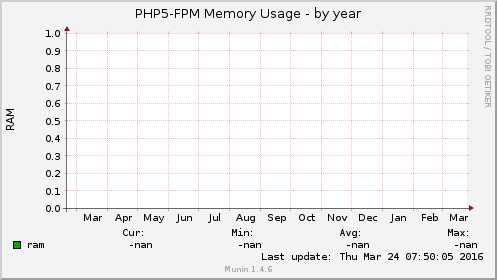 PHP5-FPM Memory Usage - by year
RRDTOOL / TOBI OETIKER
RAM
1.0
0.9
0.8
0.7
0.6
0.5
0.4
0.3
0.2
0.1
0.0
Mar Apr May Jun Jul Aug Sep Oct Nov Dec Jan Feb Mar
Cur: Min: Avg: Max:
ram -nan -nan -nan -nan
Last update: Thu Mar 24 07:50:05 2016
Munin 1.4.6